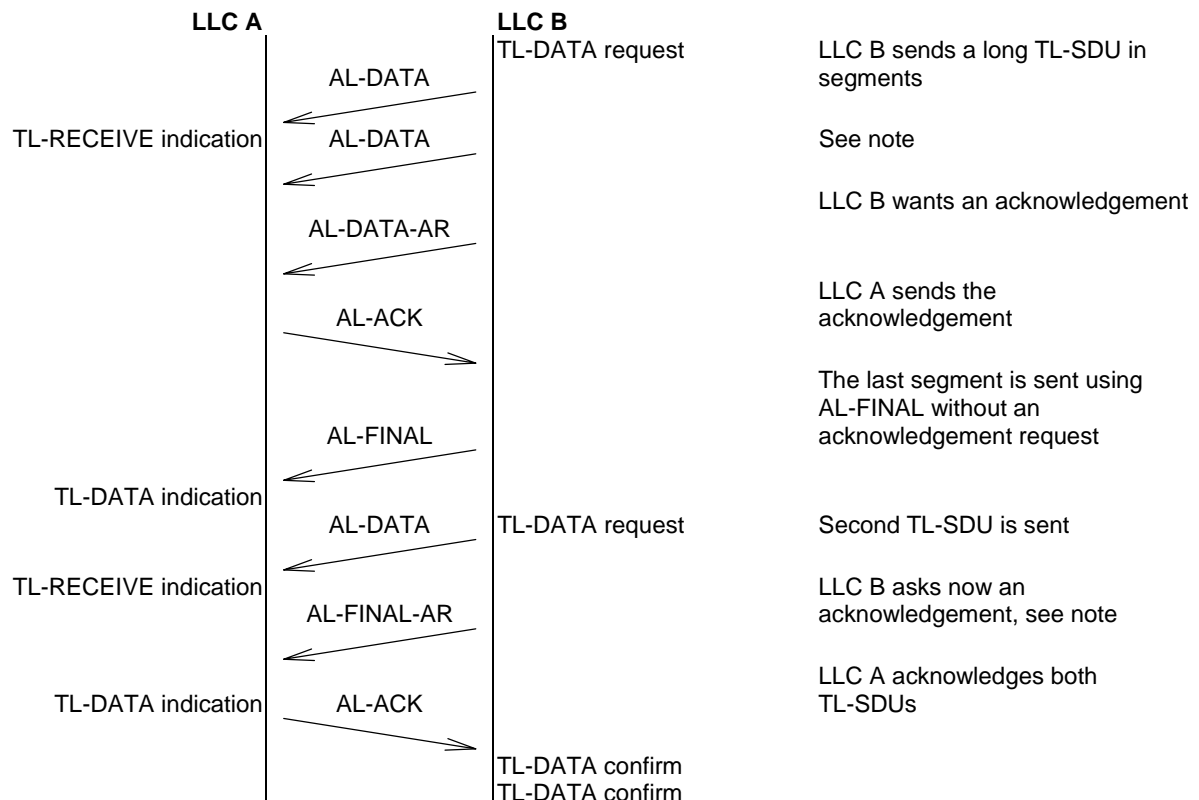 LLC A LLC B
TL-DATA request LLC B sends a long TL-SDU in
AL-DATA segments
TL-RECEIVE indication AL-DATA See note
LLC B wants an acknowledgement
AL-DATA-AR
LLC A sends the
AL-ACK acknowledgement
The last segment is sent using
AL-FINAL without an
AL-FINAL acknowledgement request
TL-DATA indication
AL-DATA TL-DATA request Second TL-SDU is sent
TL-RECEIVE indication LLC B asks now an
AL-FINAL-AR acknowledgement, see note
LLC A acknowledges both
TL-DATA indication AL-ACK TL-SDUs
TL-DATA confirm
TL-DATA confirm